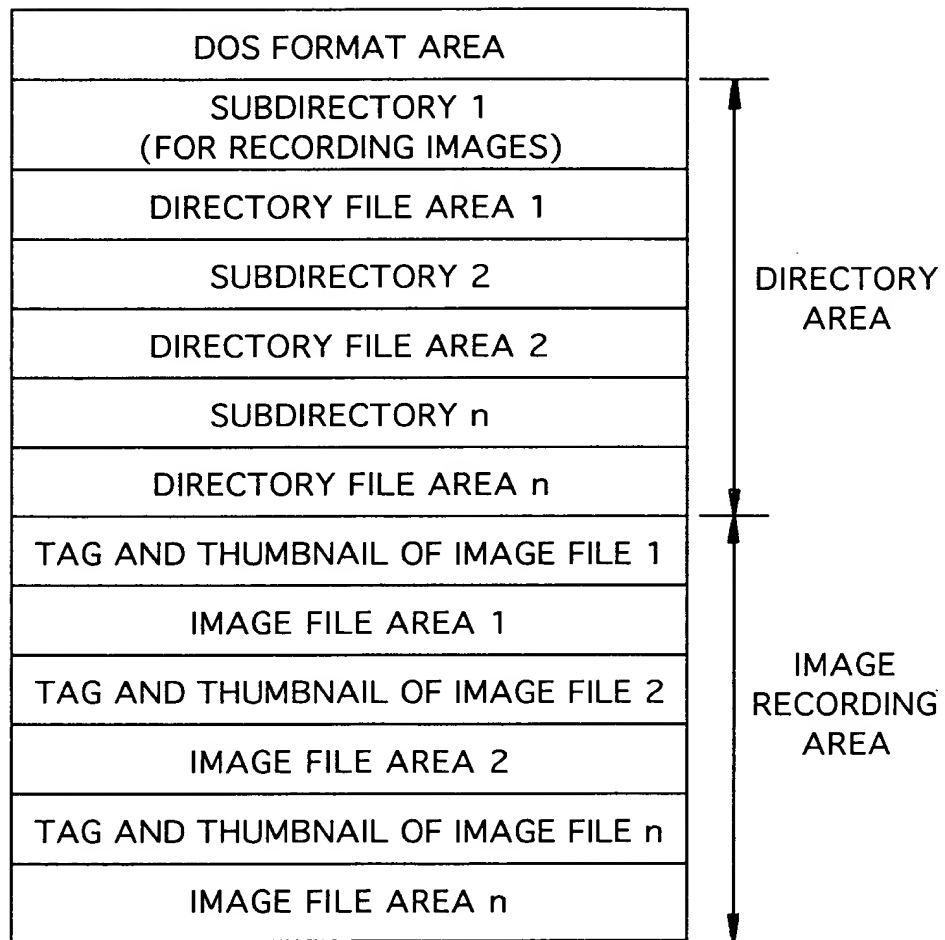 DOS FORMAT AREA
SUBDIRECTORY 1
(FOR RECORDING IMAGES)
DIRECTORY FILE AREA 1
SUBDIRECTORY 2
DIRECTORY FILE AREA 2
SUBDIRECTORY n
DIRECTORY FILE AREA n
DIRECTORY
AREA
TAG AND THUMBNAIL OF IMAGE FILE 1
IMAGE FILE AREA 1
TAG AND THUMBNAIL OF IMAGE FILE 2
IMAGE FILE AREA 2
TAG AND THUMBNAIL OF IMAGE FILE n
IMAGE FILE AREA n
IMAGE
RECORDING
AREA